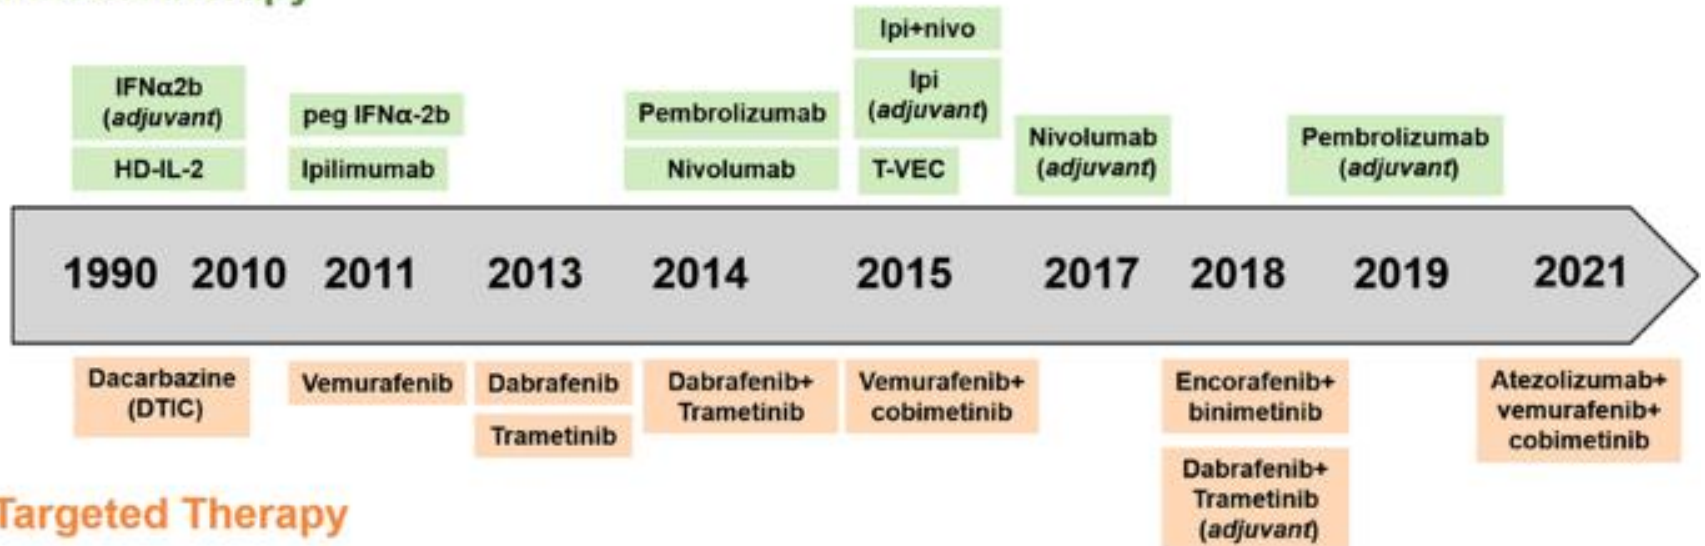 Ipi+nivo
IFNα2b
(adjuvant)
HD-IL-2
peg IFNα-2b
Ipilimumab
Pembrolizumab
Nivolumab
Ipi
(adjuvant)
T-VEC
Nivolumab
(adjuvant)
Pembrolizumab
(adjuvant)
1990 2010 2011 2013 2014 2015 2017 2018 2019 2021
Dacarbazine
(DTIC)
Vemurafenib
Dabrafenib
Trametinib
Dabrafenib+
Trametinib
Vemurafenib+
cobimetinib
Encorafenib+
binimetinib
Dabrafenib+
Trametinib
(adjuvant)
Atezolizumab+
vemurafenib+
cobimetinib
Targeted Therapy